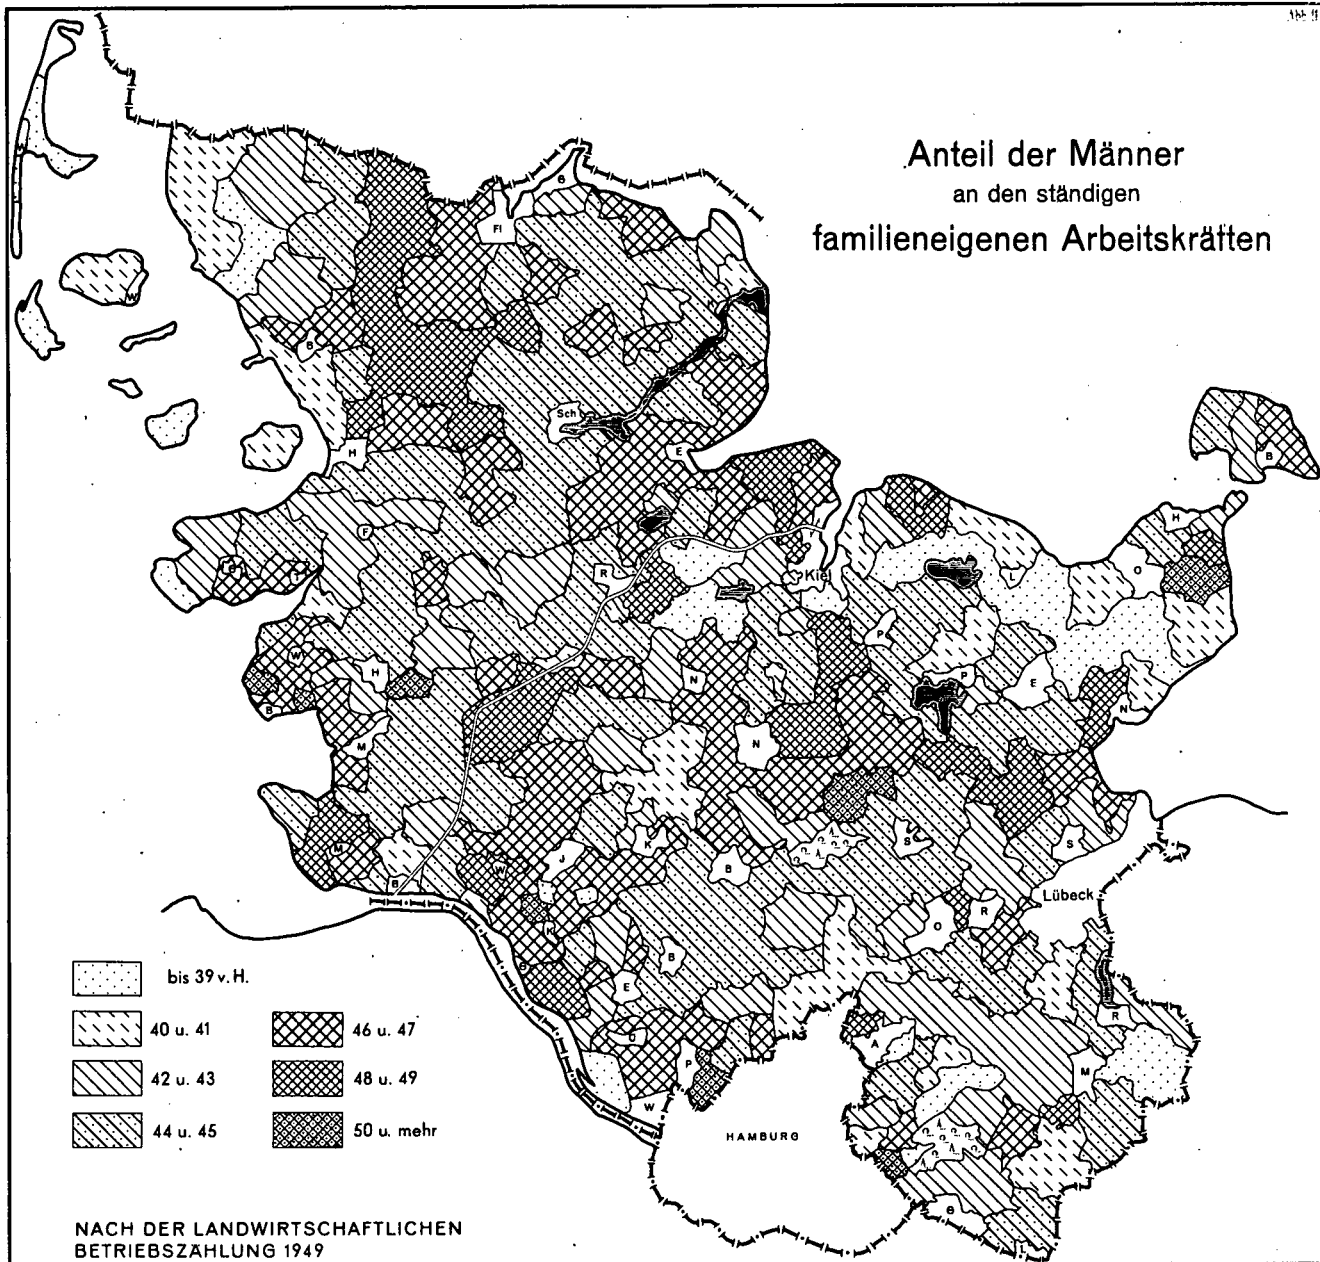 Anteil der Männer
an den ständigen
familieneigenen Arbeitskräften
W
W
G
Fl
K
B
Sch
E
H
B
F
G
T
R
Kiel
H
L
O
P
W
H
B
N
P
E
N
M
N
M
B
J
W
K
B
S
S
Lübeck
O
R
K
B
G
E
U
P
W
A
M
R
HAMBURG
G
L
bis 39 v. H.
40 u. 41
46 u. 47
42 u. 43
48 u. 49
44 u. 45
50 u. mehr
NACH DER LANDWIRTSCHAFTLICHEN
BETRIEBSZÄHLUNG 1949